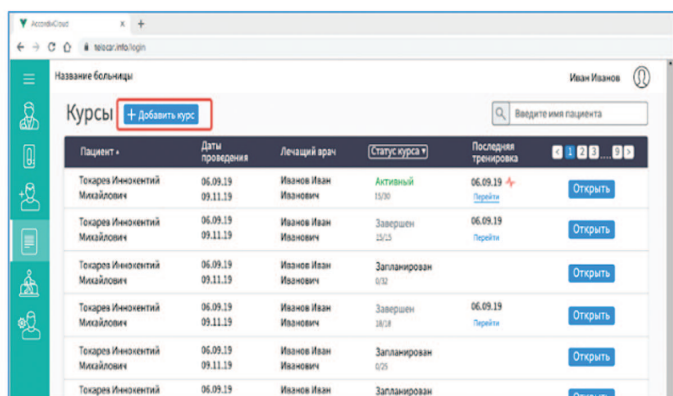 AccordixCloud x +
telecar.info/login
Название больницы Иван Иванов
Курсы + Добавить курс Введите имя пациента
Пациент Даты проведения Лечащий врач Статус курса Последняя тренировка < 1 2 3 ... 9 >
Токарев Иннокентий 06.09.19 Иванов Иван Активный 06.09.19 Открыть
Михайлович 09.11.19 Иванович 15/30 Перейти
Токарев Иннокентий 06.09.19 Иванов Иван Завершен 06.09.19 Открыть
Михайлович 09.11.19 Иванович 15/15 Перейти
Токарев Иннокентий 06.09.19 Иванов Иван Запланирован Открыть
Михайлович 09.11.19 Иванович 0/32
Токарев Иннокентий 06.09.19 Иванов Иван Завершен 06.09.19 Открыть
Михайлович 09.11.19 Иванович 18/18 Перейти
Токарев Иннокентий 06.09.19 Иванов Иван Запланирован Открыть
Михайлович 09.11.19 Иванович 0/25
Токарев Иннокентий 06.09.19 Иванов Иван Запланирован